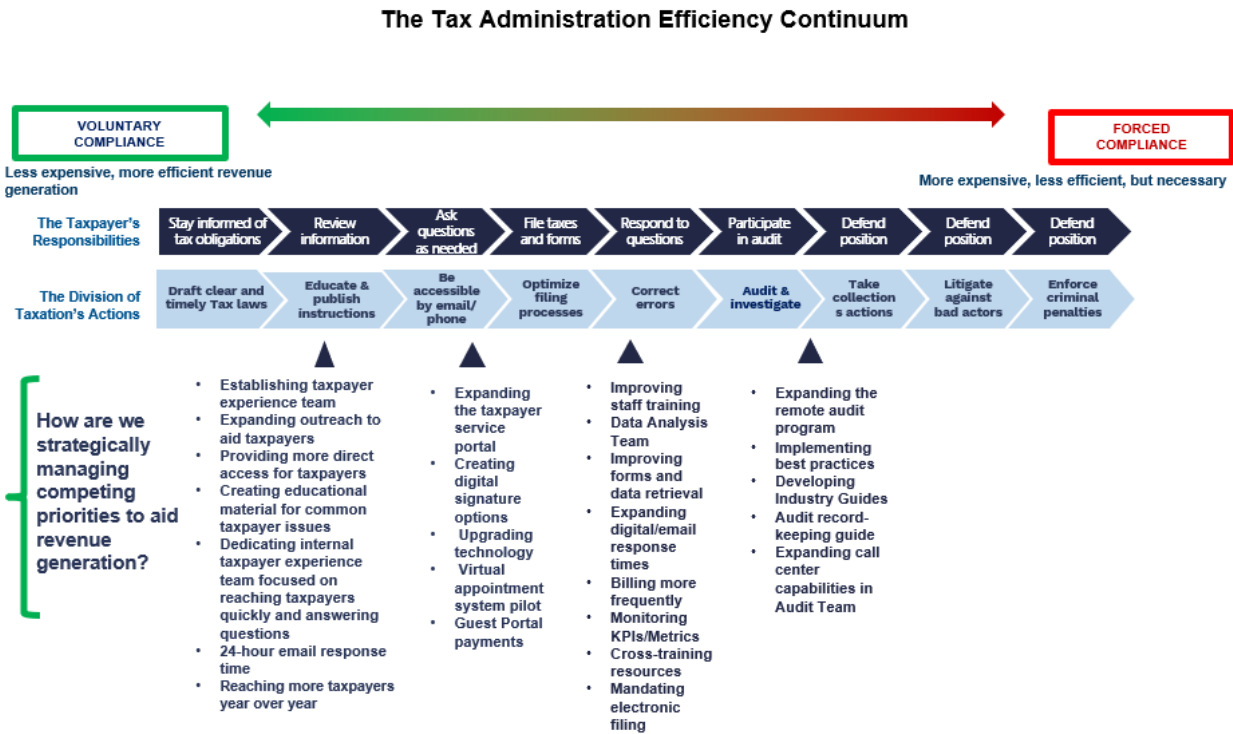 The Tax Administration Efficiency Continuum
VOLUNTARY
COMPLIANCE
FORCED
COMPLIANCE
Less expensive, more efficient revenue
generation
More expensive, less efficient, but necessary
The Taxpayer's
Responsibilities
Stay informed of
tax obligations
Review
information
Ask
questions
as needed
File taxes
and forms
Respond to
questions
Participate
in audit
Defend
position
Defend
position
Defend
position
The Division of
Taxation's Actions
Draft clear and
timely Tax laws
Educate &
publish
instructions
Be
accessible
by email/
phone
Optimize
filing
processes
Correct
errors
Audit &
investigate
Take
collection
s actions
Litigate
against
bad actors
Enforce
criminal
penalties
How are we
strategically
managing
competing
priorities to aid
revenue
generation?
• Establishing taxpayer
experience team
• Expanding outreach to
aid taxpayers
• Providing more direct
access for taxpayers
• Creating educational
material for common
taxpayer issues
• Dedicating internal
taxpayer experience
team focused on
reaching taxpayers
quickly and answering
questions
• 24-hour email response
time
• Reaching more taxpayers
year over year
• Expanding
the taxpayer
service
portal
• Creating
digital
signature
options
• Upgrading
technology
• Virtual
appointment
system pilot
• Guest Portal
payments
• Improving
staff training
• Data Analysis
Team
• Improving
forms and
data retrieval
• Expanding
digital/email
response
times
• Billing more
frequently
• Monitoring
KPIs/Metrics
• Cross-training
resources
• Mandating
electronic
filing
• Expanding the
remote audit
program
• Implementing
best practices
• Developing
Industry Guides
• Audit record-
keeping guide
• Expanding call
center
capabilities in
Audit Team